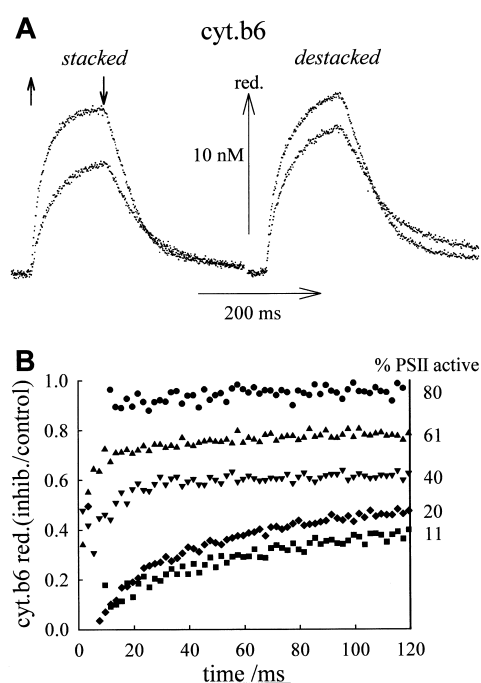 A
cyt.b6
stacked
destacked
red.
10 nM
200 ms
B
% PSII active
cyt.b6 red.(inhib./control)
1.0
0.8
0.6
0.4
0.2
0.0
80
61
40
20
11
0 20 40 60 80 100 120
time /ms